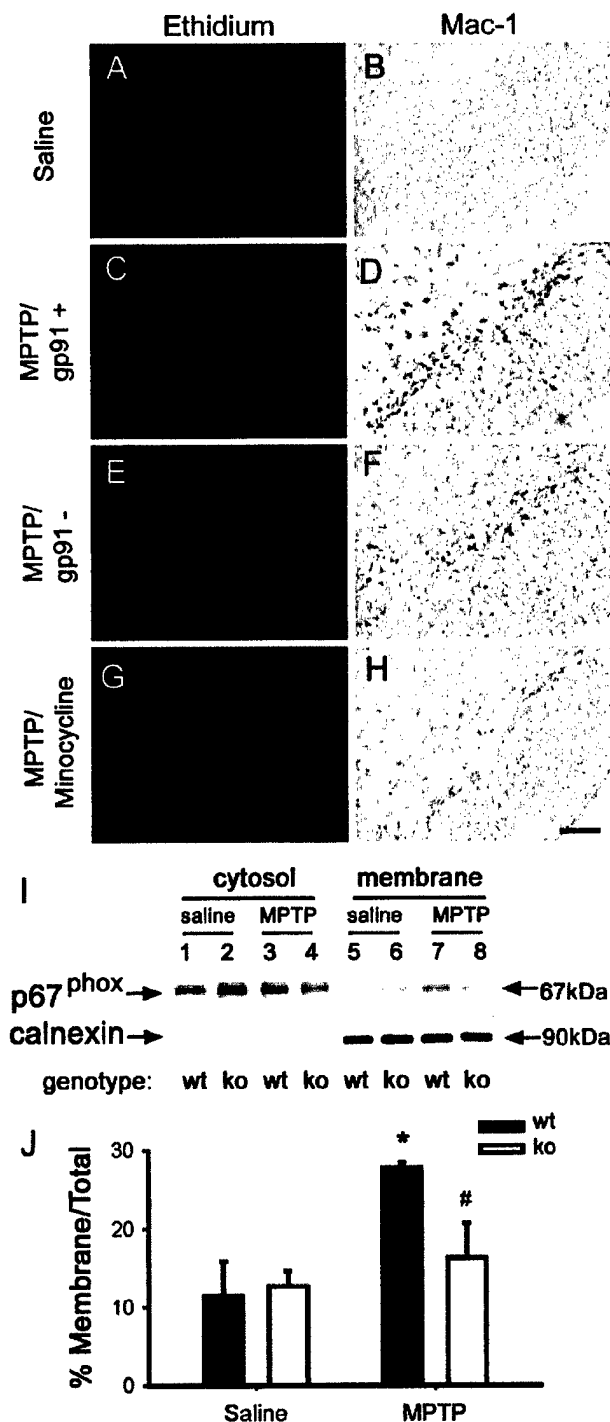 Ethidium Mac-1
Saline
A B
MPTP/
gp91 +
C D
MPTP/
gp91 -
E F
MPTP/
Minocycline
G H
I
cytosol membrane
saline MPTP saline MPTP
1 2 3 4 5 6 7 8
p67phox 67kDa
calnexin 90kDa
genotype: wt ko wt ko wt ko wt ko
J
wt
ko
% Membrane/Total
30
20
10
0
* #
Saline MPTP